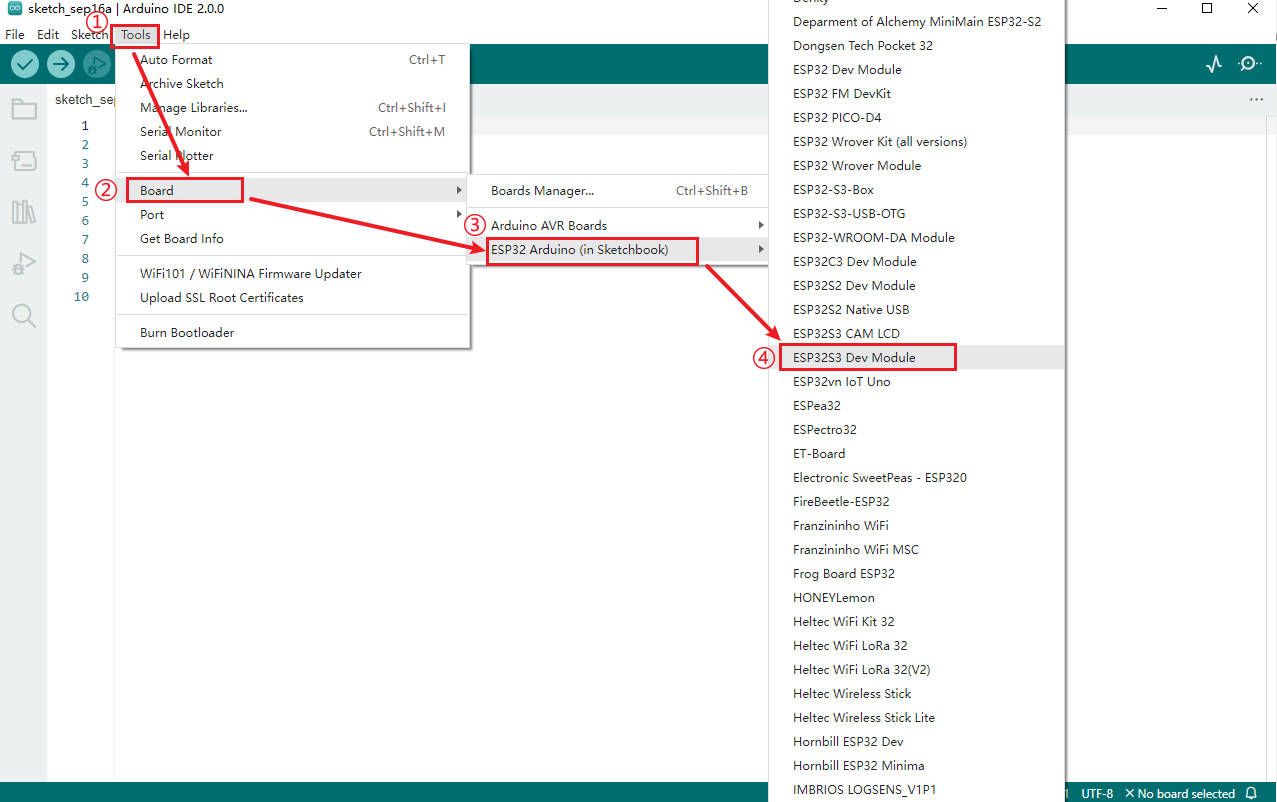 sketch_sep16a | Arduino IDE 2.0.0
①
File Edit Sketch Tools Help
Auto Format Ctrl+T
Archive Sketch
Manage Libraries... Ctrl+Shift+I
Serial Monitor Ctrl+Shift+M
Serial Plotter
② Board
Port
Get Board Info
WiFi101 / WiFiNINA Firmware Updater
Upload SSL Root Certificates
Burn Bootloader
sketch_sep
1
2
3
4
5
6
7
8
9
10
Boards Manager... Ctrl+Shift+B
③ Arduino AVR Boards
ESP32 Arduino (in Sketchbook)
Deparment of Alchemy MiniMain ESP32-S2
Dongsen Tech Pocket 32
ESP32 Dev Module
ESP32 FM DevKit
ESP32 PICO-D4
ESP32 Wrover Kit (all versions)
ESP32 Wrover Module
ESP32-S3-Box
ESP32-S3-USB-OTG
ESP32-WROOM-DA Module
ESP32C3 Dev Module
ESP32S2 Dev Module
ESP32S2 Native USB
ESP32S3 CAM LCD
④ ESP32S3 Dev Module
ESP32vn IoT Uno
ESPea32
ESPectro32
ET-Board
Electronic SweetPeas - ESP320
FireBeetle-ESP32
Franzininho WiFi
Franzininho WiFi MSC
Frog Board ESP32
HONEYLemon
Heltec WiFi Kit 32
Heltec WiFi LoRa 32
Heltec WiFi LoRa 32(V2)
Heltec Wireless Stick
Heltec Wireless Stick Lite
Hornbill ESP32 Dev
Hornbill ESP32 Minima
IMBRIOS LOGSENS_V1P1
UTF-8 No board selected